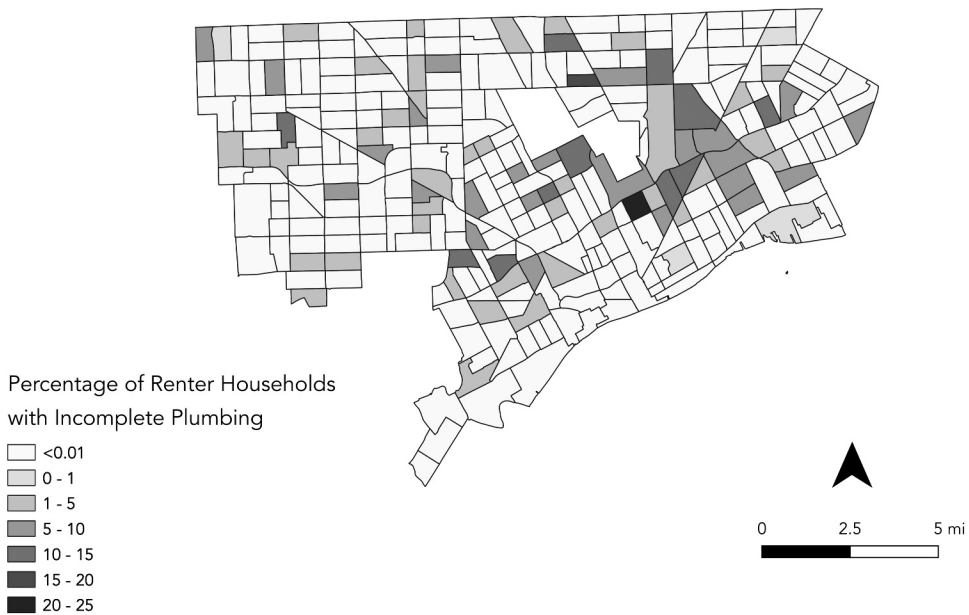 Percentage of Renter Households
with Incomplete Plumbing
<0.01
0 - 1
1 - 5
5 - 10
10 - 15
15 - 20
20 - 25
0 2.5 5 mi